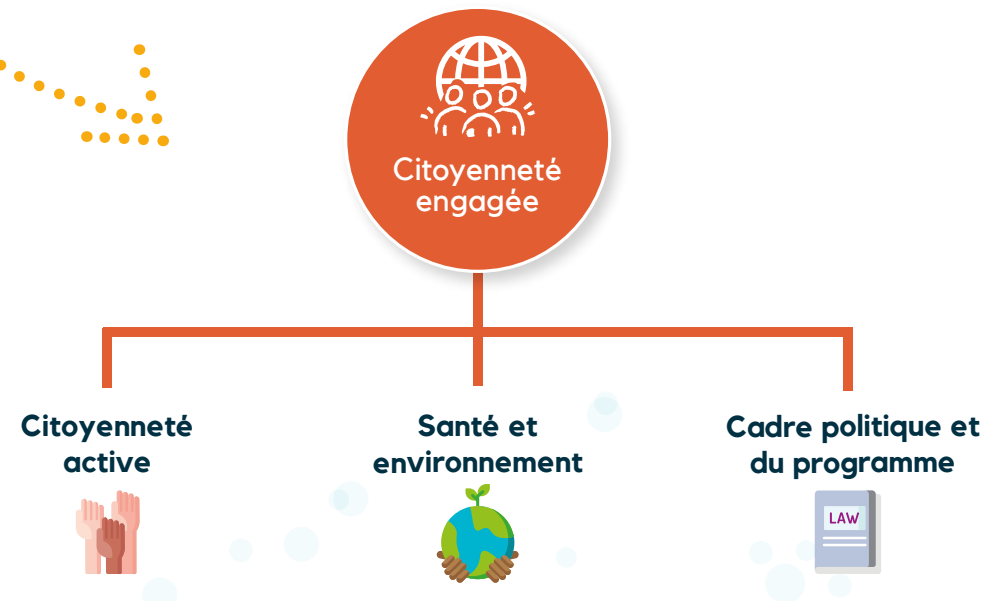 Citoyenneté
engagée
Citoyenneté
active
Santé et
environnement
Cadre politique et
du programme
LAW